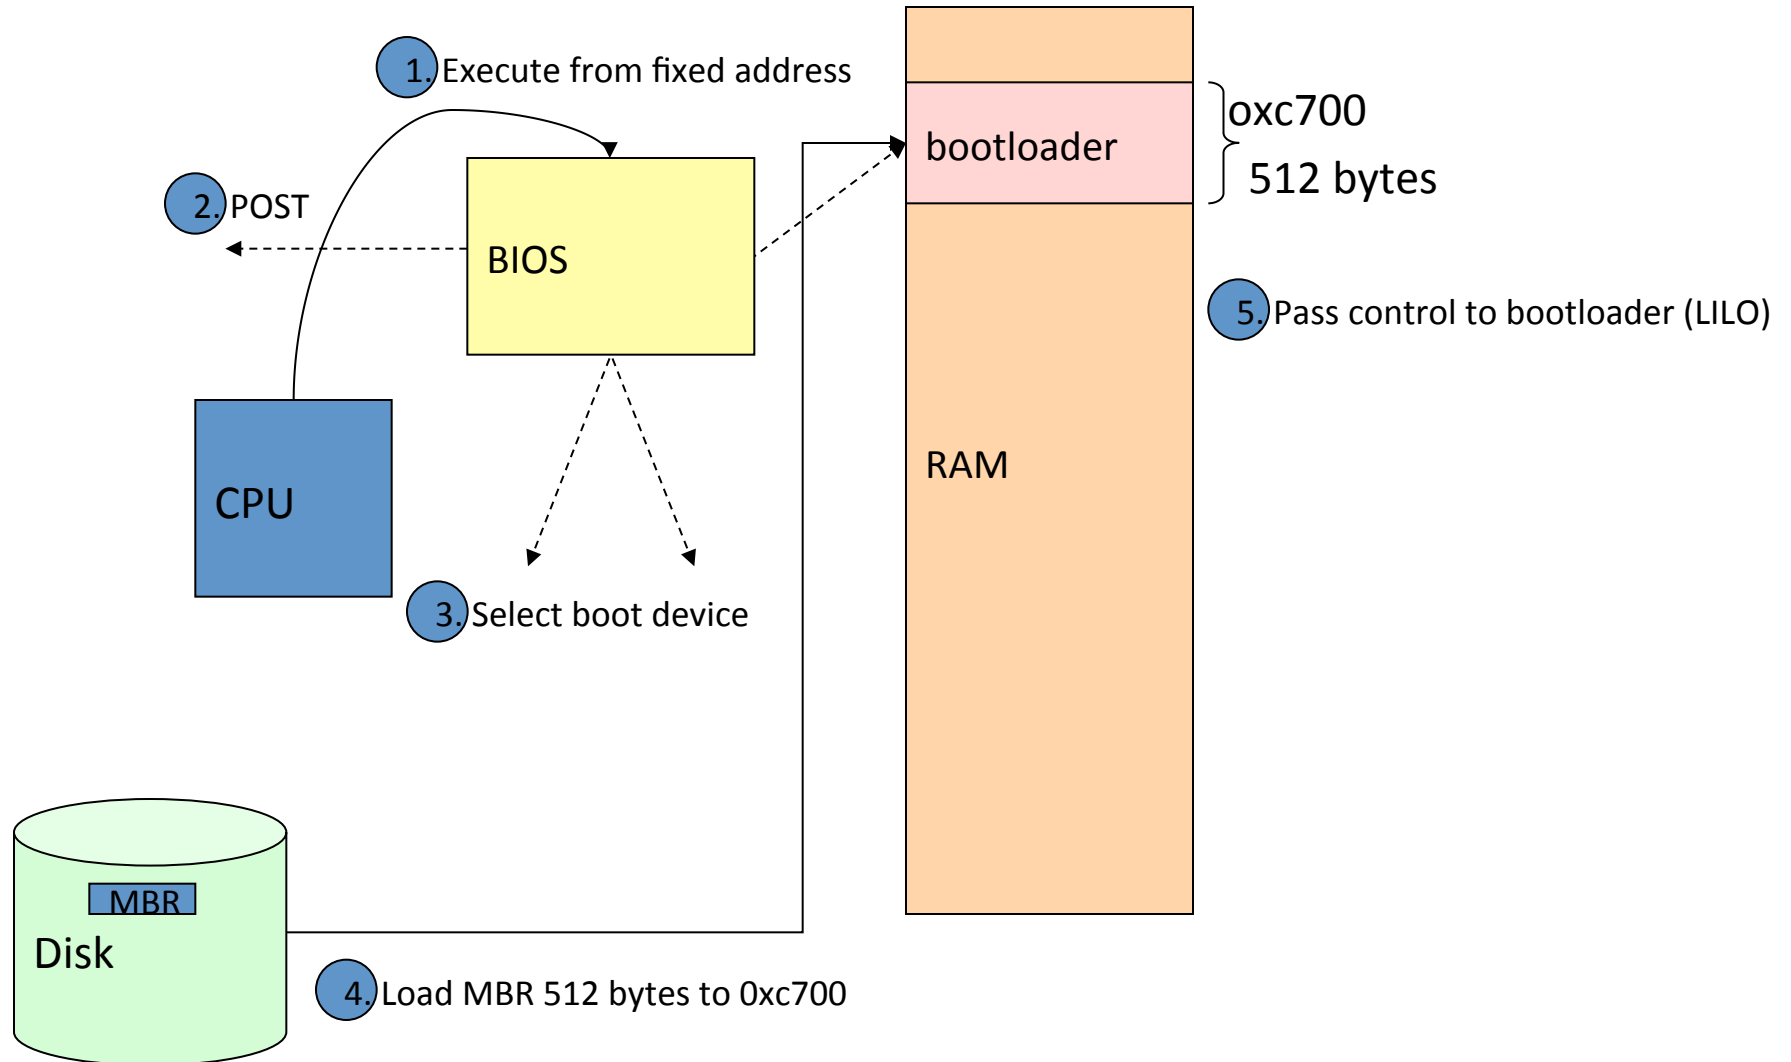 1. Execute from fixed address
oxc700
bootloader
512 bytes
2. POST
BIOS
5. Pass control to bootloader (LILO)
RAM
CPU
3. Select boot device
MBR
Disk
4. Load MBR 512 bytes to 0xc700